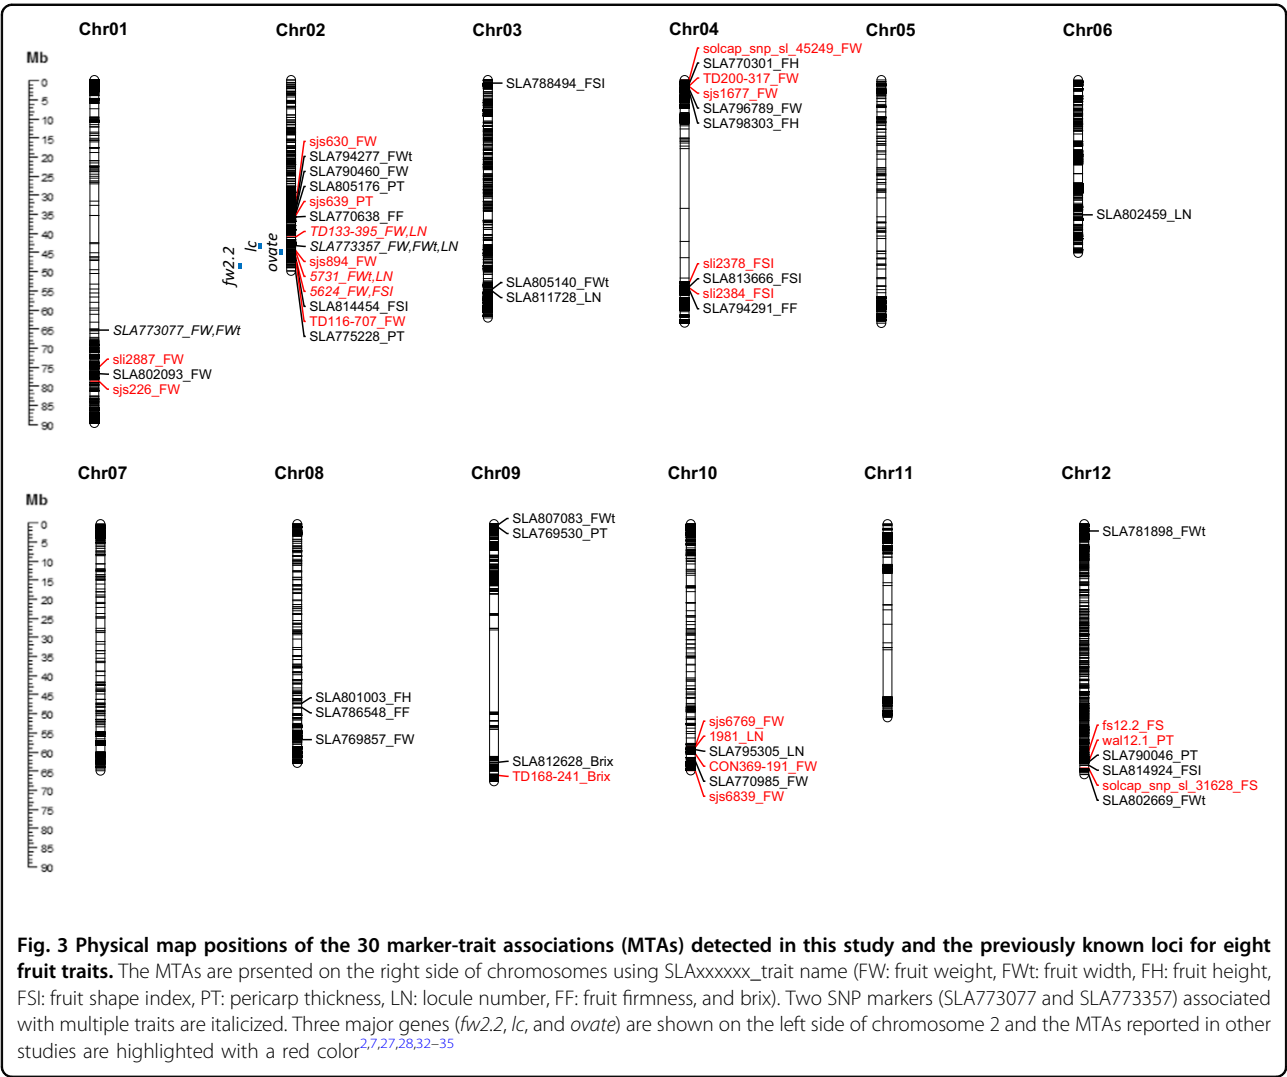 Chr01 Chr02 Chr03 Chr04 Chr05 Chr06
Mb
0
5
10
15
20
25
30
35
40
45
50
55
60
65
70
75
80
85
90
SLA773077_FW,FWt
sli2887_FW
SLA802093_FW
sjs226_FW
fw2.2
lc
ovate
sjs630_FW
SLA794277_FWt
SLA790460_FW
SLA805176_PT
sjs639_PT
SLA770638_FF
TD133-395_FW,LN
SLA773357_FW,FWt,LN
sjs894_FW
5731_FWt,LN
5624_FW,FSI
SLA814454_FSI
TD116-707_FW
SLA775228_PT
SLA788494_FSI
SLA805140_FWt
SLA811728_LN
solcap_snp_sl_45249_FW
SLA770301_FH
TD200-317_FW
sjs1677_FW
SLA796789_FW
SLA798303_FH
sli2378_FSI
SLA813666_FSI
sli2384_FSI
SLA794291_FF
SLA802459_LN
Chr07 Chr08 Chr09 Chr10 Chr11 Chr12
Mb
0
5
10
15
20
25
30
35
40
45
50
55
60
65
70
75
80
85
90
SLA801003_FH
SLA786548_FF
SLA769857_FW
SLA807083_FWt
SLA769530_PT
SLA812628_Brix
TD168-241_Brix
sjs6769_FW
1981_LN
SLA795305_LN
CON369-191_FW
SLA770985_FW
sjs6839_FW
SLA781898_FWt
fs12.2_FS
wal12.1_PT
SLA790046_PT
SLA814924_FSI
solcap_snp_sl_31628_FS
SLA802669_FWt
Fig. 3 Physical map positions of the 30 marker-trait associations (MTAs) detected in this study and the previously known loci for eight
fruit traits. The MTAs are prsented on the right side of chromosomes using SLAxxxxxx_trait name (FW: fruit weight, FWt: fruit width, FH: fruit height,
FSI: fruit shape index, PT: pericarp thickness, LN: locule number, FF: fruit firmness, and brix). Two SNP markers (SLA773077 and SLA773357) associated
with multiple traits are italicized. Three major genes (fw2.2, lc, and ovate) are shown on the left side of chromosome 2 and the MTAs reported in other
studies are highlighted with a red color2,7,27,28,32–35